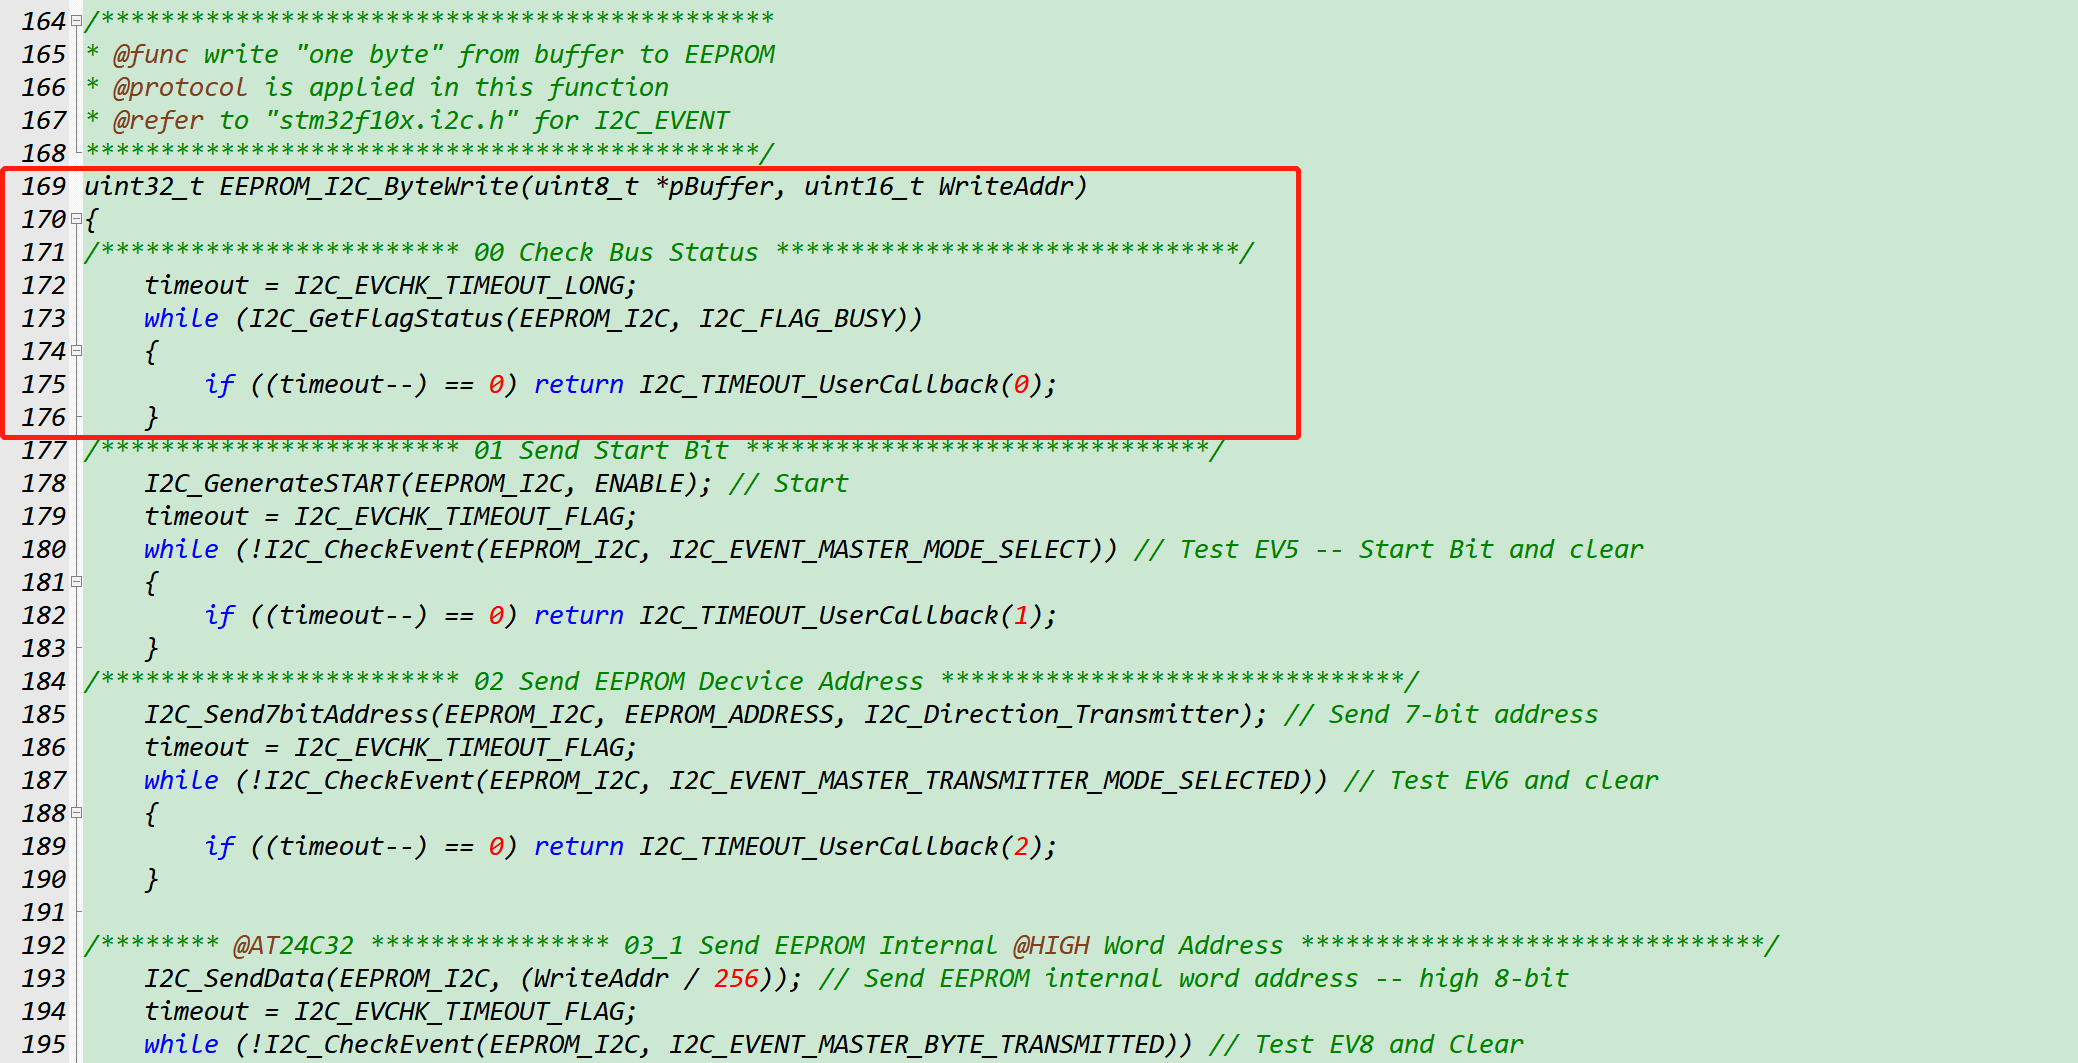 164 /*********************************************
165 * @func write "one byte" from buffer to EEPROM
166 * @protocol is applied in this function
167 * @refer to "stm32f10x.i2c.h" for I2C_EVENT
168 *********************************************/
169 uint32_t EEPROM_I2C_ByteWrite(uint8_t *pBuffer, uint16_t WriteAddr)
170 {
171 /************************ 00 Check Bus Status *******************************/
172     timeout = I2C_EVCHK_TIMEOUT_LONG;
173     while (I2C_GetFlagStatus(EEPROM_I2C, I2C_FLAG_BUSY))
174     {
175         if ((timeout--) == 0) return I2C_TIMEOUT_UserCallback(0);
176     }
177 /************************ 01 Send Start Bit *******************************/
178     I2C_GenerateSTART(EEPROM_I2C, ENABLE); // Start
179     timeout = I2C_EVCHK_TIMEOUT_FLAG;
180     while (!I2C_CheckEvent(EEPROM_I2C, I2C_EVENT_MASTER_MODE_SELECT)) // Test EV5 -- Start Bit and clear
181     {
182         if ((timeout--) == 0) return I2C_TIMEOUT_UserCallback(1);
183     }
184 /************************ 02 Send EEPROM Decvice Address *******************************/
185     I2C_Send7bitAddress(EEPROM_I2C, EEPROM_ADDRESS, I2C_Direction_Transmitter); // Send 7-bit address
186     timeout = I2C_EVCHK_TIMEOUT_FLAG;
187     while (!I2C_CheckEvent(EEPROM_I2C, I2C_EVENT_MASTER_TRANSMITTER_MODE_SELECTED)) // Test EV6 and clear
188     {
189         if ((timeout--) == 0) return I2C_TIMEOUT_UserCallback(2);
190     }
191
192 /******** @AT24C32 **************** 03_1 Send EEPROM Internal @HIGH Word Address *******************************/
193     I2C_SendData(EEPROM_I2C, (WriteAddr / 256)); // Send EEPROM internal word address -- high 8-bit
194     timeout = I2C_EVCHK_TIMEOUT_FLAG;
195     while (!I2C_CheckEvent(EEPROM_I2C, I2C_EVENT_MASTER_BYTE_TRANSMITTED)) // Test EV8 and Clear